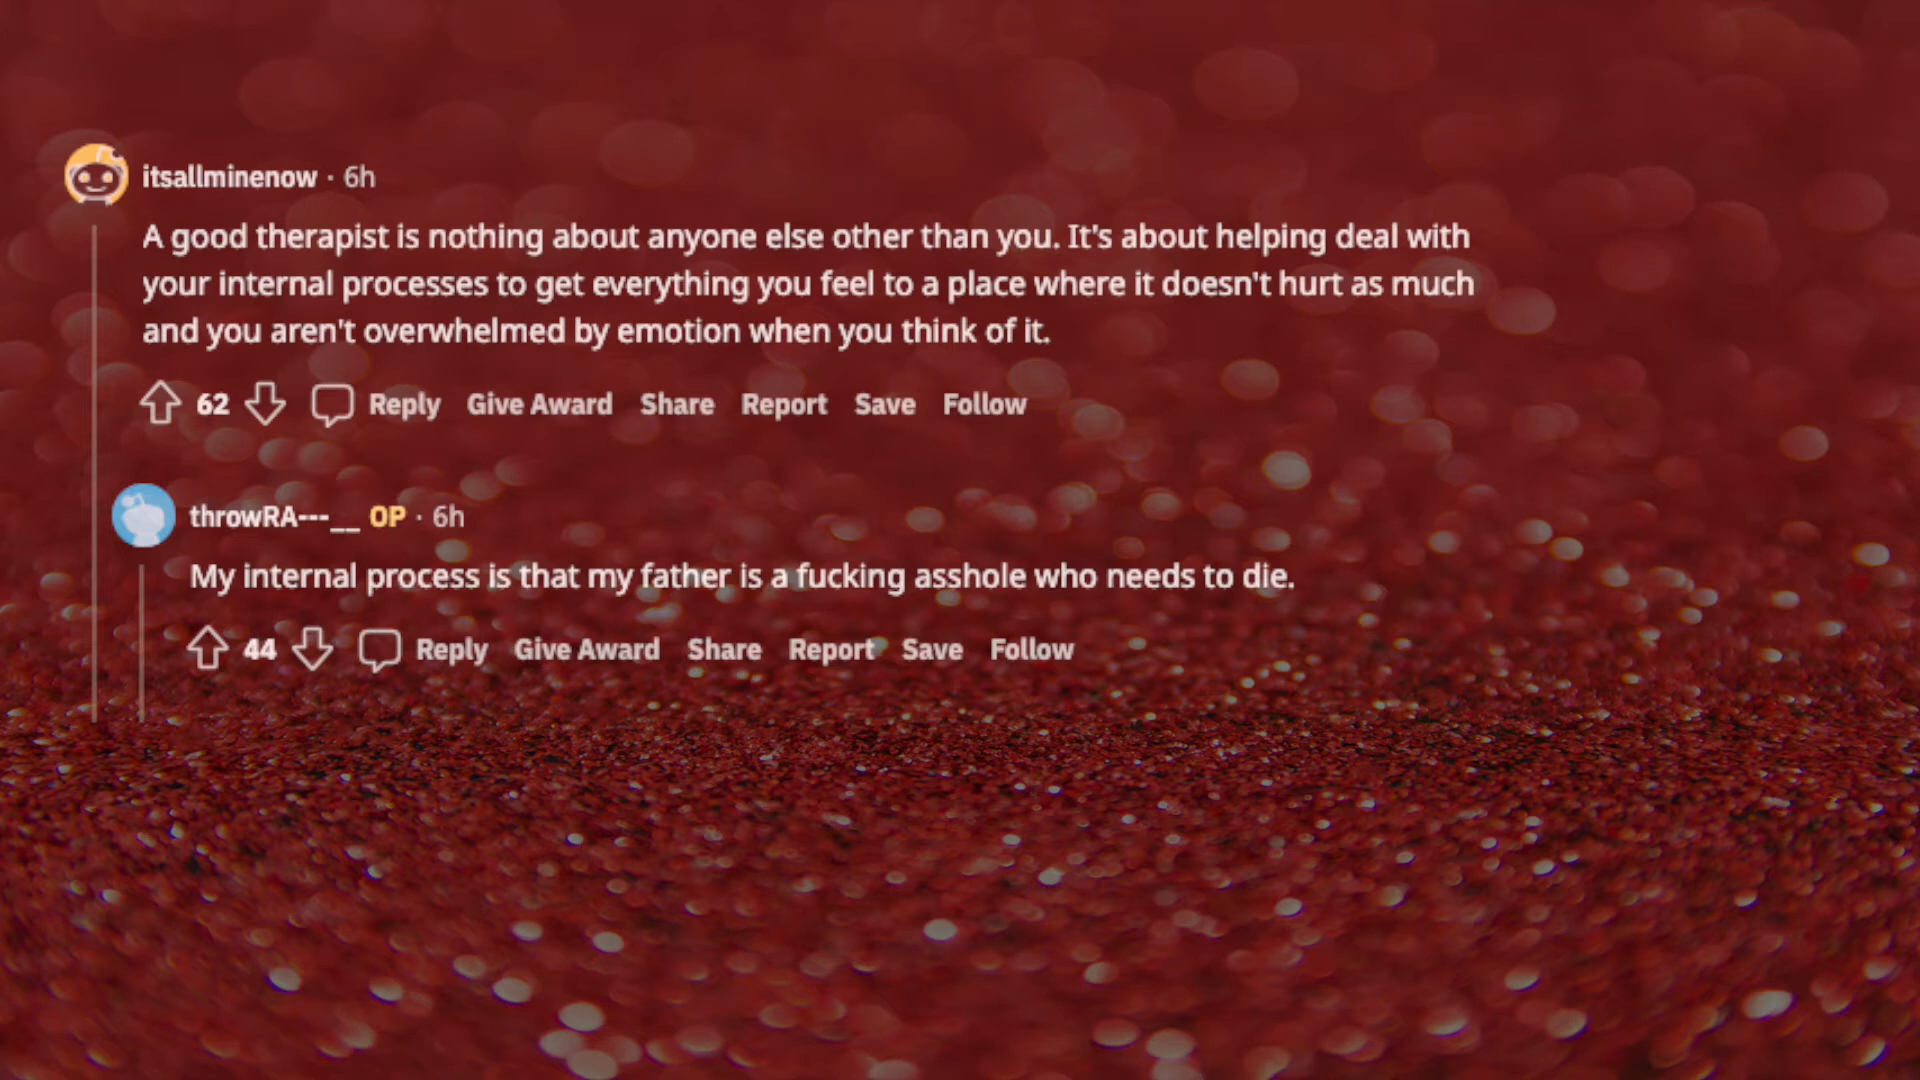 itsallminenow · 6h
A good therapist is nothing about anyone else other than you. It's about helping deal with
your internal processes to get everything you feel to a place where it doesn't hurt as much
and you aren't overwhelmed by emotion when you think of it.
62 Reply Give Award Share Report Save Follow
throwRA---__ OP · 6h
My internal process is that my father is a fucking asshole who needs to die.
44 Reply Give Award Share Report Save Follow